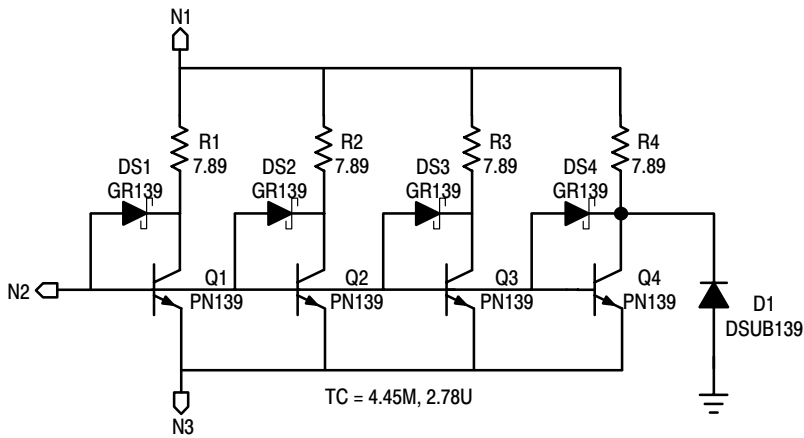 N1
R1
7.89
R2
7.89
R3
7.89
R4
7.89
DS1
GR139
DS2
GR139
DS3
GR139
DS4
GR139
N2
Q1
PN139
Q2
PN139
Q3
PN139
Q4
PN139
D1
DSUB139
TC = 4.45M, 2.78U
N3